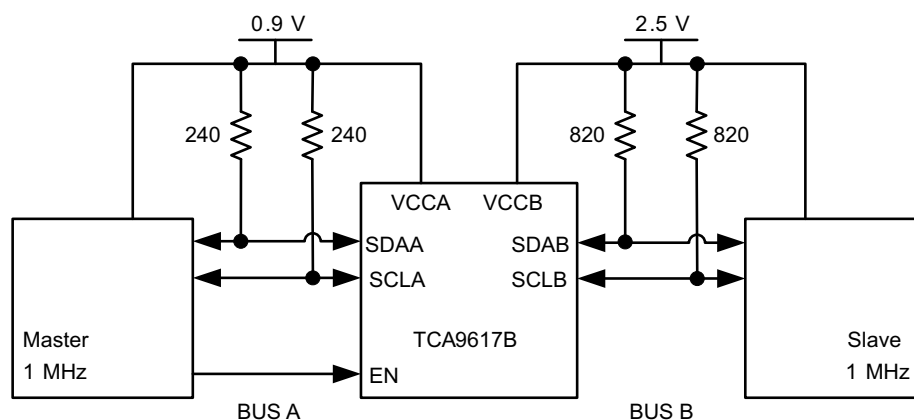 0.9 V
2.5 V
240
240
820
820
VCCA
VCCB
SDAA
SDAB
SCLA
SCLB
Master
1 MHz
TCA9617B
EN
Slave
1 MHz
BUS A
BUS B